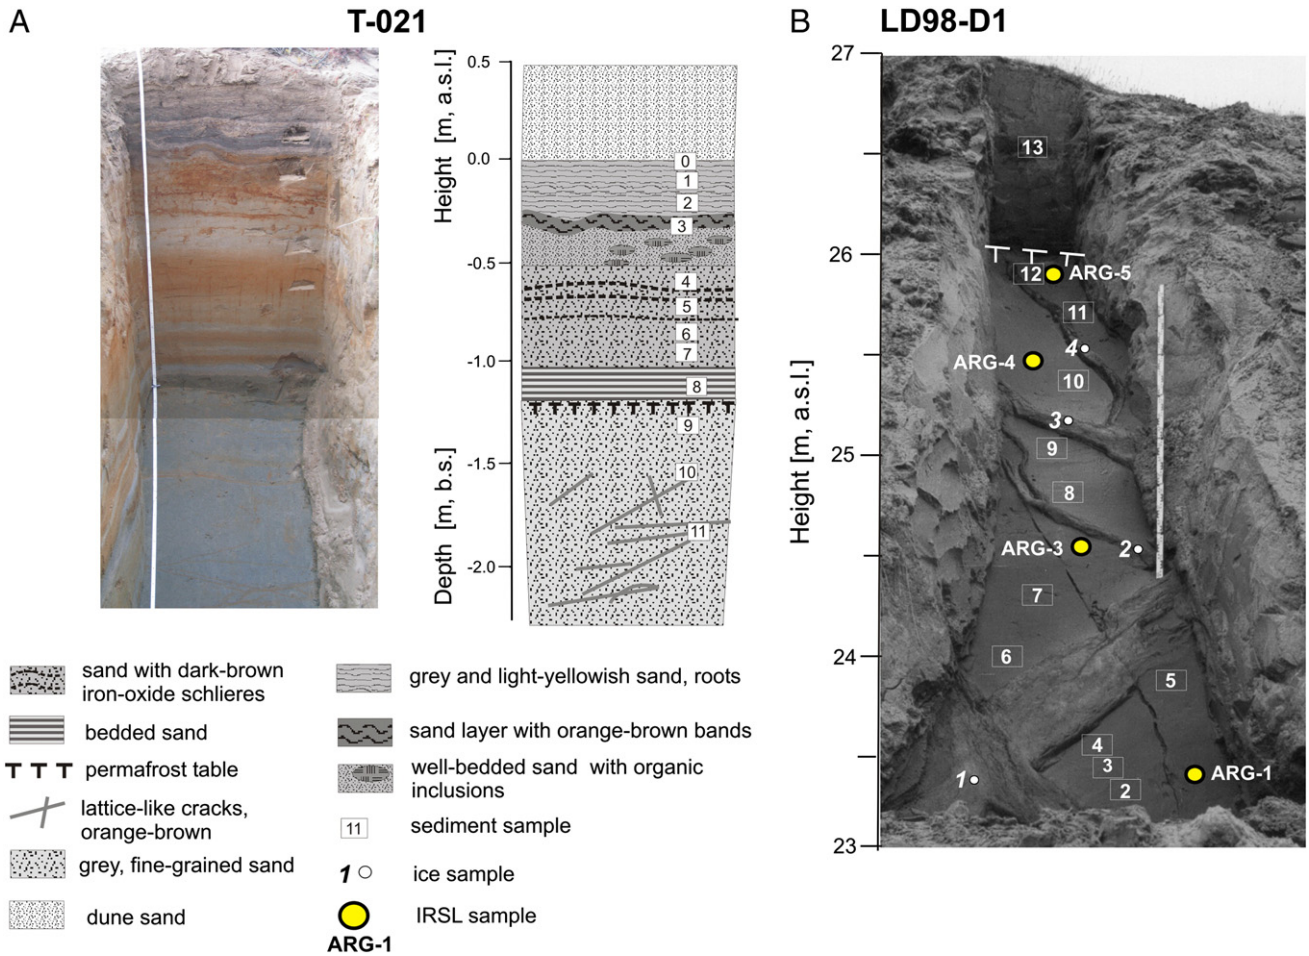 A
T-021
0.5
0.0
-0.5
-1.0
-1.5
-2.0
Height [m, a.s.l.]
Depth [m, b.s.]
0
1
2
3
4
5
6
7
8
9
10
11
B
LD98-D1
27
26
25
24
23
Height [m, a.s.l.]
13
12
ARG-5
11
4
ARG-4
10
3
9
8
ARG-3
2
7
6
5
4
3
1
ARG-1
2
sand with dark-brown
iron-oxide schlieres
bedded sand
permafrost table
lattice-like cracks,
orange-brown
grey, fine-grained sand
dune sand
grey and light-yellowish sand, roots
sand layer with orange-brown bands
well-bedded sand with organic
inclusions
11
sediment sample
1
ice sample
IRSL sample
ARG-1